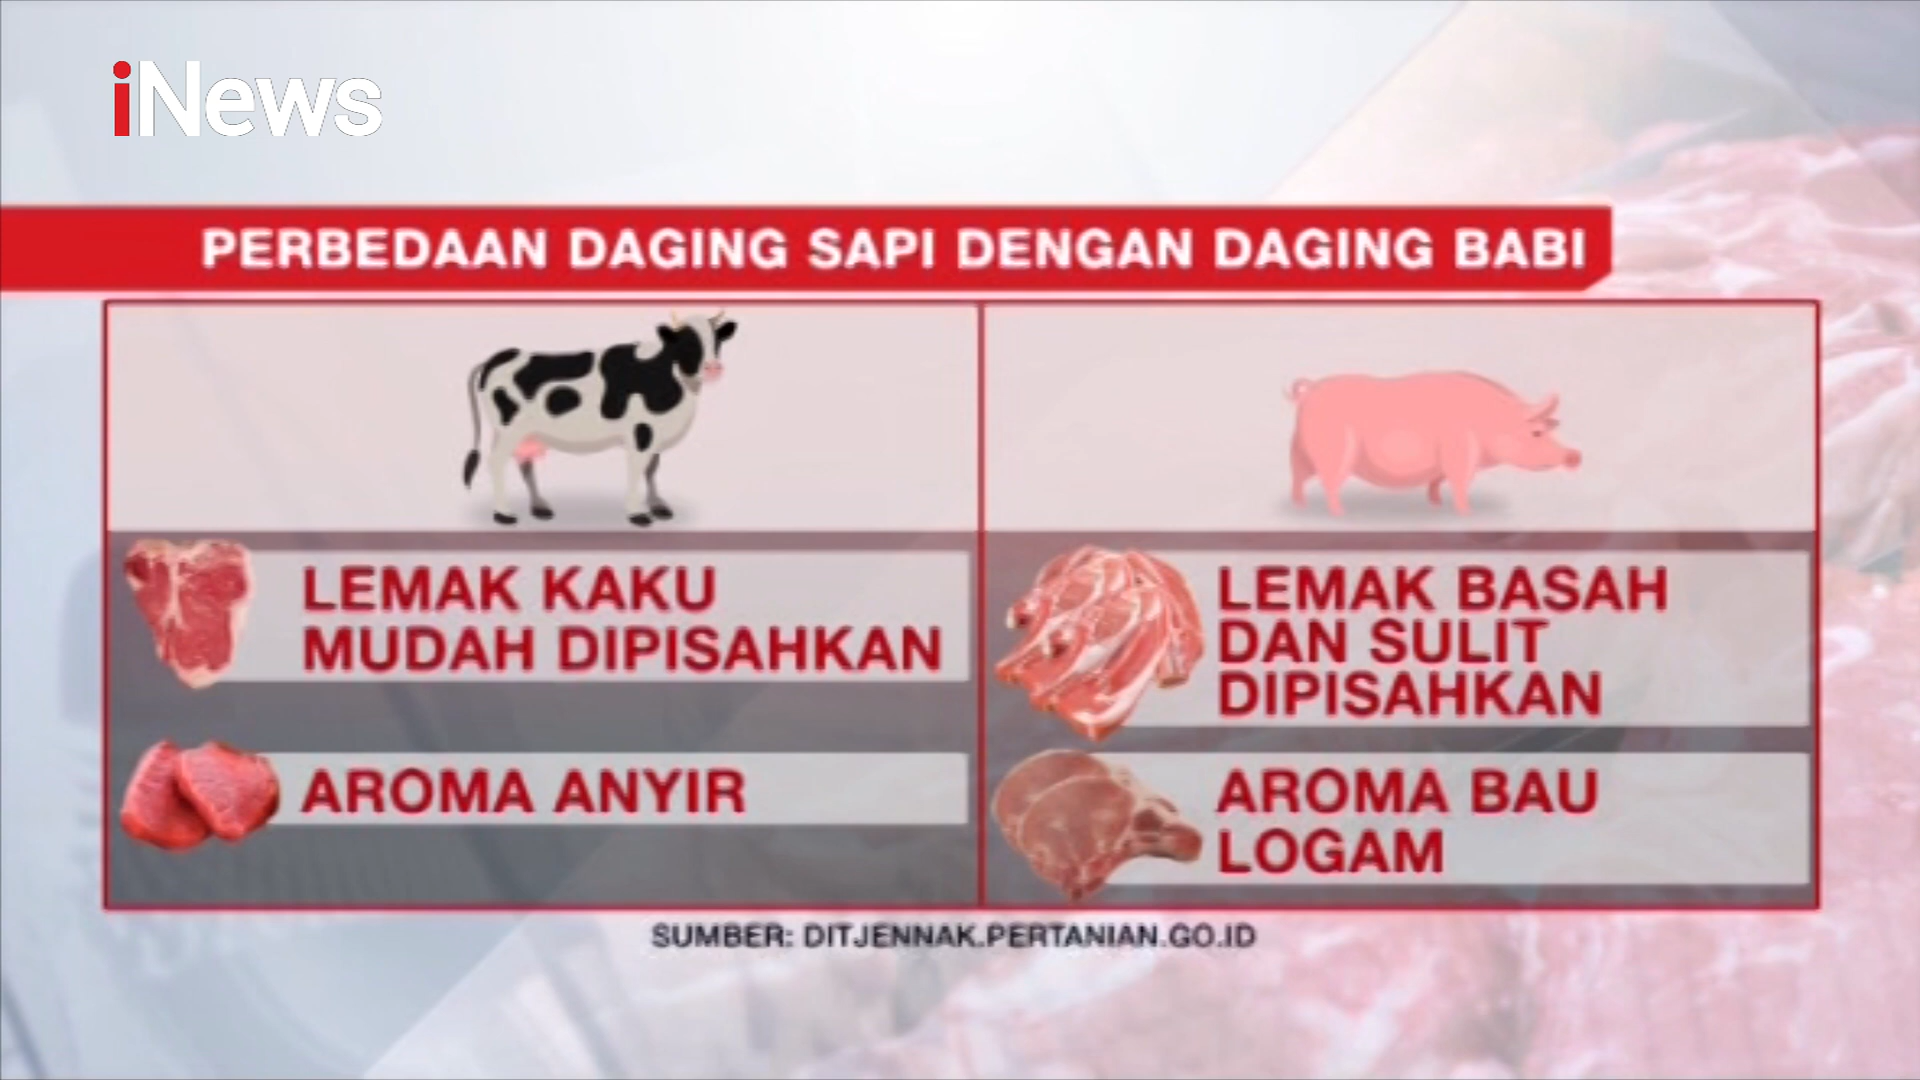 iNews
PERBEDAAN DAGING SAPI DENGAN DAGING BABI
LEMAK KAKU
MUDAH DIPISAHKAN
AROMA ANYIR
LEMAK BASAH
DAN SULIT
DIPISAHKAN
AROMA BAU
LOGAM
SUMBER: DITJENNAK.PERTANIAN.GO.ID